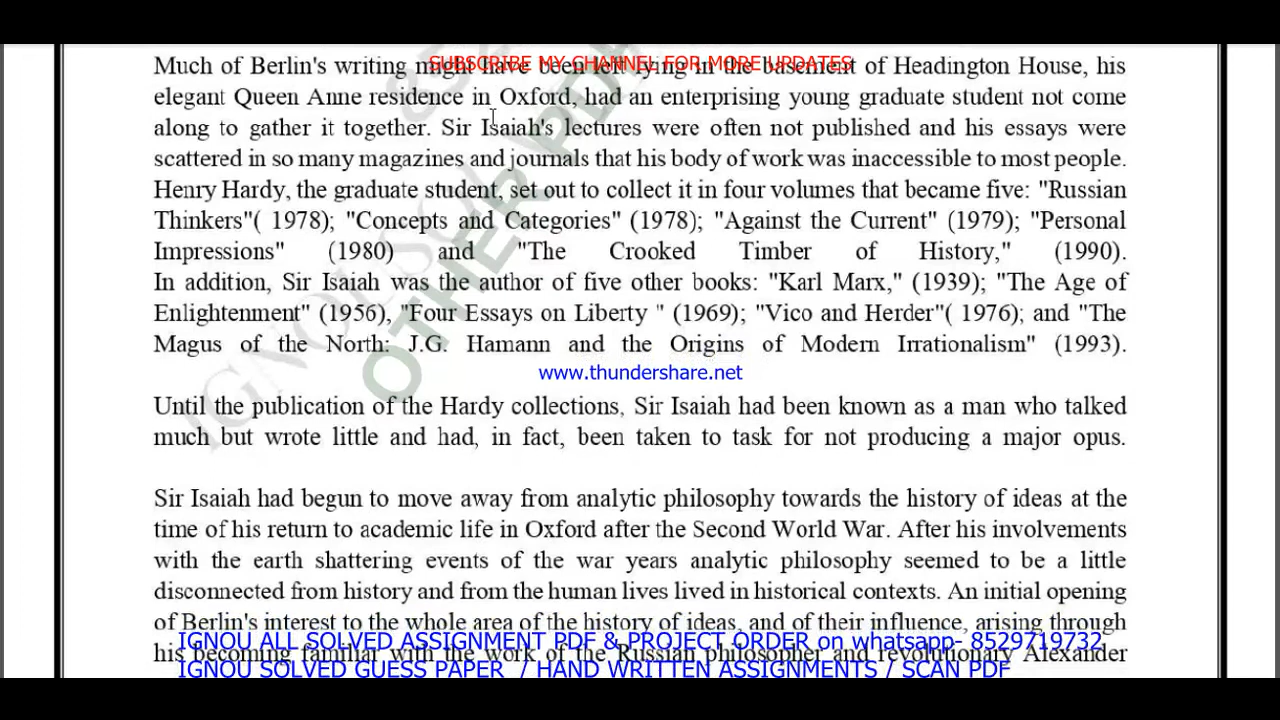 SUBSCRIBE MY CHANNEL FOR MORE UPDATES
Much of Berlin's writing might have been left lying in the basement of Headington House, his
elegant Queen Anne residence in Oxford, had an enterprising young graduate student not come
along to gather it together. Sir Isaiah's lectures were often not published and his essays were
scattered in so many magazines and journals that his body of work was inaccessible to most people.
Henry Hardy, the graduate student, set out to collect it in four volumes that became five: "Russian
Thinkers"( 1978); "Concepts and Categories" (1978); "Against the Current" (1979); "Personal
Impressions" (1980) and "The Crooked Timber of History," (1990).
In addition, Sir Isaiah was the author of five other books: "Karl Marx," (1939); "The Age of
Enlightenment" (1956), "Four Essays on Liberty " (1969); "Vico and Herder"( 1976); and "The
Magus of the North: J.G. Hamann and the Origins of Modern Irrationalism" (1993).
www.thundershare.net
Until the publication of the Hardy collections, Sir Isaiah had been known as a man who talked
much but wrote little and had, in fact, been taken to task for not producing a major opus.
Sir Isaiah had begun to move away from analytic philosophy towards the history of ideas at the
time of his return to academic life in Oxford after the Second World War. After his involvements
with the earth shattering events of the war years analytic philosophy seemed to be a little
disconnected from history and from the human lives lived in historical contexts. An initial opening
of Berlin's interest to the whole area of the history of ideas, and of their influence, arising through
IGNOU ALL SOLVED ASSIGNMENT PDF & PROJECT ORDER on whatsapp- 8529719732
his becoming familiar with the work of the Russian philosopher and revolutionary Alexander
IGNOU SOLVED GUESS PAPER / HAND WRITTEN ASSIGNMENTS / SCAN PDF
OTHER PDF